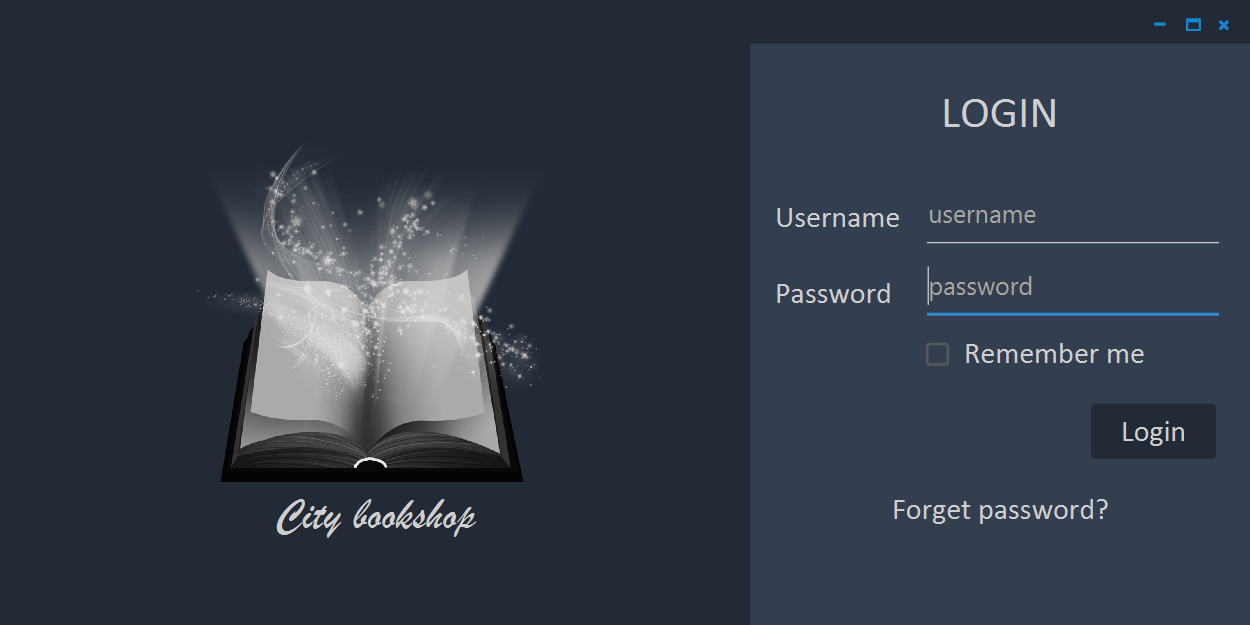 LOGIN
Username username
Password password
Remember me
Login
Forget password?
City bookshop